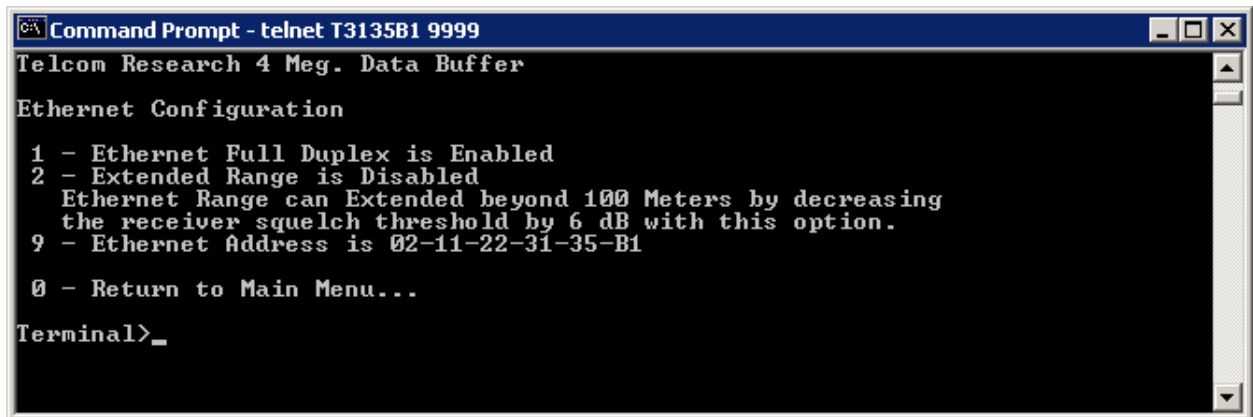 Command Prompt - telnet T3135B1 9999
Telcom Research 4 Meg. Data Buffer
Ethernet Configuration
1 - Ethernet Full Duplex is Enabled
2 - Extended Range is Disabled
Ethernet Range can Extended beyond 100 Meters by decreasing
the receiver squelch threshold by 6 dB with this option.
9 - Ethernet Address is 02-11-22-31-35-B1
0 - Return to Main Menu...
Terminal>_